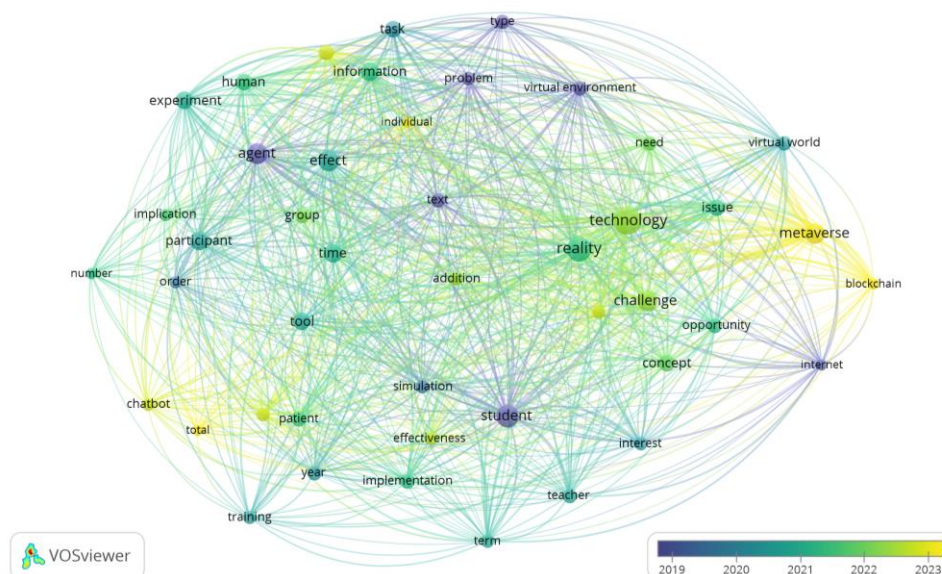 type
task
information
problem
human
virtual environment
experiment
individual
need
virtual world
agent
effect
text
issue
technology
implication
group
metaverse
participant
reality
time
number
order
addition
blockchain
challenge
tool
opportunity
concept
internet
simulation
chatbot
student
patient
total
effectiveness
interest
year
implementation
teacher
training
term
VOSviewer
2019 2020 2021 2022 2023